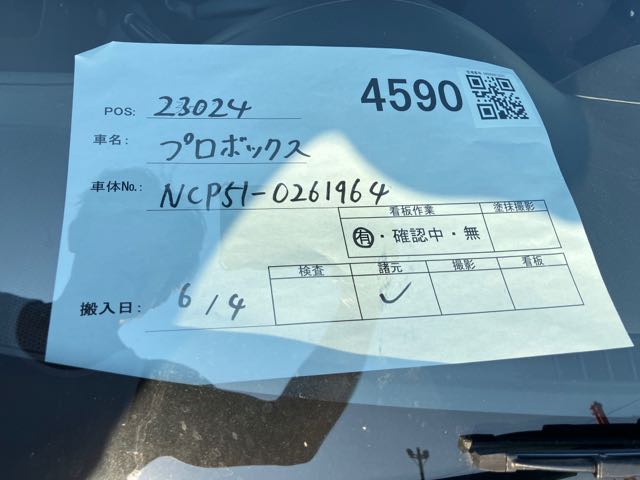 4590
POS: 23024
車名: プロボックス
車体No.: NCP51-0261964
看板作業 塗抹撮影
有・確認中・無
検査 諸元 撮影 看板
搬入日: 6/4